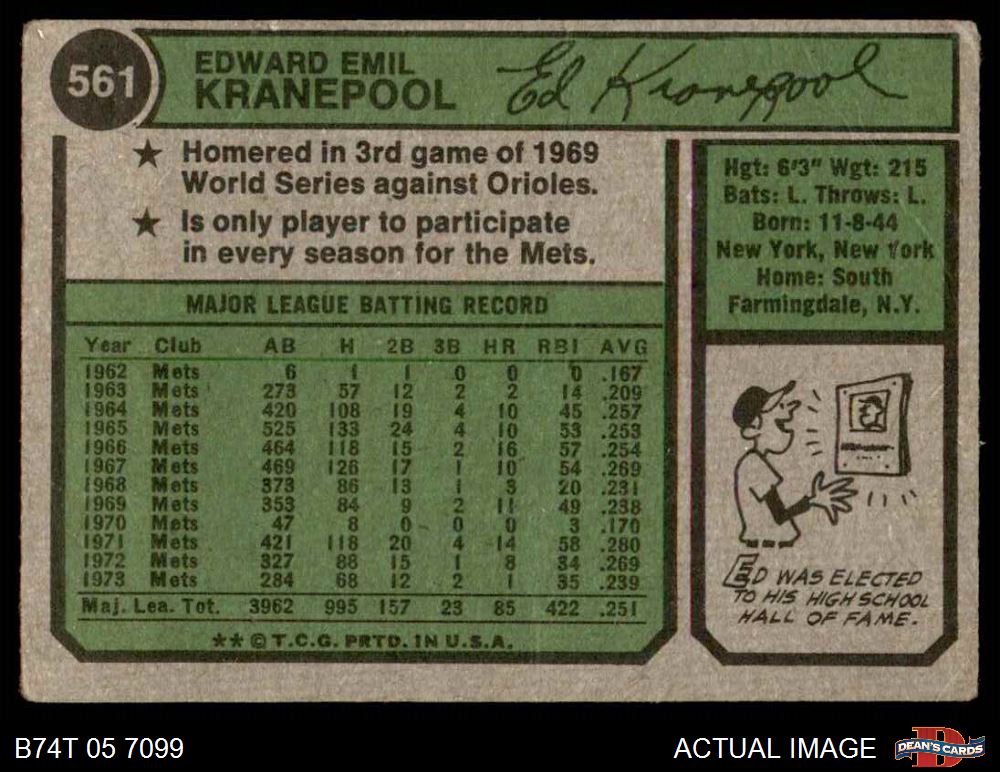 561
EDWARD EMIL
KRANEPOOL
Ed Kranepool
★ Homered in 3rd game of 1969
World Series against Orioles.
★ Is only player to participate
in every season for the Mets.
Hgt: 6'3" Wgt: 215
Bats: L. Throws: L.
Born: 11-8-44
New York, New York
Home: South
Farmingdale, N.Y.
MAJOR LEAGUE BATTING RECORD
Year Club AB H 2B 3B HR RBI AVG
1962 Mets 6 1 1 0 0 0 .167
1963 Mets 273 57 12 2 2 14 .209
1964 Mets 420 108 19 4 10 45 .257
1965 Mets 525 133 24 4 10 53 .253
1966 Mets 464 118 15 2 16 57 .254
1967 Mets 469 126 17 1 10 54 .269
1968 Mets 373 86 13 1 3 20 .231
1969 Mets 353 84 9 2 11 49 .238
1970 Mets 47 8 0 0 0 3 .170
1971 Mets 421 118 20 4 14 58 .280
1972 Mets 327 88 15 1 8 34 .269
1973 Mets 284 68 12 2 1 35 .239
Maj. Lea. Tot. 3962 995 157 23 85 422 .251
** © T.C.G. PRTD. IN U.S.A.
ED WAS ELECTED
TO HIS HIGH SCHOOL
HALL OF FAME.
B74T 05 7099
ACTUAL IMAGE
DEAN'S CARDS